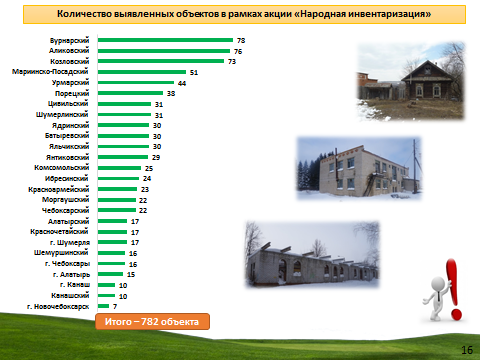 Количество выявленных объектов в рамках акции «Народная инвентаризация»
Вурнарский 78
Аликовский 76
Козловский 73
Мариинско-Посадский 51
Урмарский 44
Порецкий 38
Цивильский 31
Шумерлинский 31
Ядринский 30
Батыревский 30
Яльчикский 30
Янтиковский 29
Комсомольский 25
Ибресинский 24
Красноармейский 23
Моргаушский 22
Чебоксарский 22
Алатырский 17
Красночетайский 17
г. Шумерля 17
Шемуршинский 16
г. Чебоксары 16
г. Алатырь 15
г. Канаш 10
Канашский 10
г. Новочебоксарск 7
Итого – 782 объекта
16